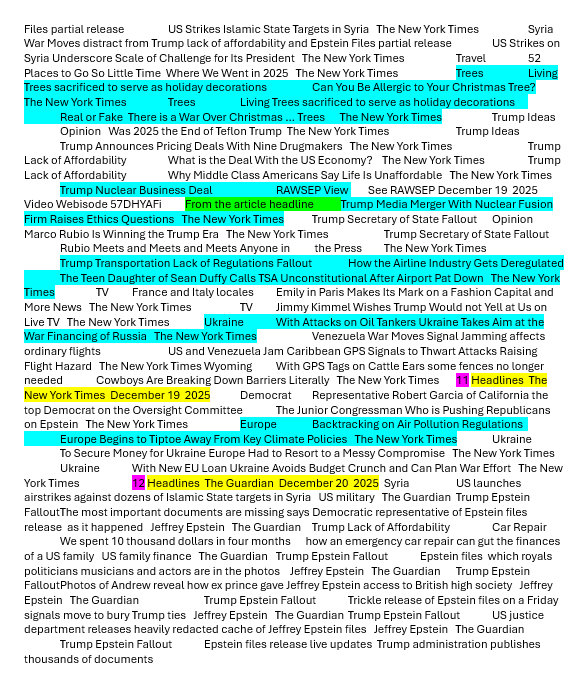 Files partial release US Strikes Islamic State Targets in Syria The New York Times Syria
War Moves distract from Trump lack of affordability and Epstein Files partial release US Strikes on
Syria Underscore Scale of Challenge for Its President The New York Times Travel 52
Places to Go So Little Time Where We Went in 2025 The New York Times Trees Living
Trees sacrificed to serve as holiday decorations Can You Be Allergic to Your Christmas Tree?
The New York Times Trees Living Trees sacrificed to serve as holiday decorations
Real or Fake There is a War Over Christmas ... Trees The New York Times Trump Ideas
Opinion Was 2025 the End of Teflon Trump The New York Times Trump Ideas
Trump Announces Pricing Deals With Nine Drugmakers The New York Times Trump
Lack of Affordability What is the Deal With the US Economy? The New York Times Trump
Lack of Affordability Why Middle Class Americans Say Life Is Unaffordable The New York Times
Trump Nuclear Business Deal RAWSEP View See RAWSEP December 19 2025
Video Webisode 57DHYAFi From the article headline Trump Media Merger With Nuclear Fusion
Firm Raises Ethics Questions The New York Times Trump Secretary of State Fallout Opinion
Marco Rubio Is Winning the Trump Era The New York Times Trump Secretary of State Fallout
Rubio Meets and Meets and Meets Anyone in the Press The New York Times
Trump Transportation Lack of Regulations Fallout How the Airline Industry Gets Deregulated
The Teen Daughter of Sean Duffy Calls TSA Unconstitutional After Airport Pat Down The New York
Times TV France and Italy locales Emily in Paris Makes Its Mark on a Fashion Capital and
More News The New York Times TV Jimmy Kimmel Wishes Trump Would not Yell at Us on
Live TV The New York Times Ukraine With Attacks on Oil Tankers Ukraine Takes Aim at the
War Financing of Russia The New York Times Venezuela War Moves Signal Jamming affects
ordinary flights US and Venezuela Jam Caribbean GPS Signals to Thwart Attacks Raising
Flight Hazard The New York Times Wyoming With GPS Tags on Cattle Ears some fences no longer
needed Cowboys Are Breaking Down Barriers Literally The New York Times 11 Headlines The
New York Times December 19 2025 Democrat Representative Robert Garcia of California the
top Democrat on the Oversight Committee The Junior Congressman Who is Pushing Republicans
on Epstein The New York Times Europe Backtracking on Air Pollution Regulations
Europe Begins to Tiptoe Away From Key Climate Policies The New York Times Ukraine
To Secure Money for Ukraine Europe Had to Resort to a Messy Compromise The New York Times
Ukraine With New EU Loan Ukraine Avoids Budget Crunch and Can Plan War Effort The New
York Times 12 Headlines The Guardian December 20 2025 Syria US launches
airstrikes against dozens of Islamic State targets in Syria US military The Guardian Trump Epstein
FalloutThe most important documents are missing says Democratic representative of Epstein files
release as it happened Jeffrey Epstein The Guardian Trump Lack of Affordability Car Repair
We spent 10 thousand dollars in four months how an emergency car repair can gut the finances
of a US family US family finance The Guardian Trump Epstein Fallout Epstein files which royals
politicians musicians and actors are in the photos Jeffrey Epstein The Guardian Trump Epstein
FalloutPhotos of Andrew reveal how ex prince gave Jeffrey Epstein access to British high society Jeffrey
Epstein The Guardian Trump Epstein Fallout Trickle release of Epstein files on a Friday
signals move to bury Trump ties Jeffrey Epstein The Guardian Trump Epstein Fallout US justice
department releases heavily redacted cache of Jeffrey Epstein files Jeffrey Epstein The Guardian
Trump Epstein Fallout Epstein files release live updates Trump administration publishes
thousands of documents